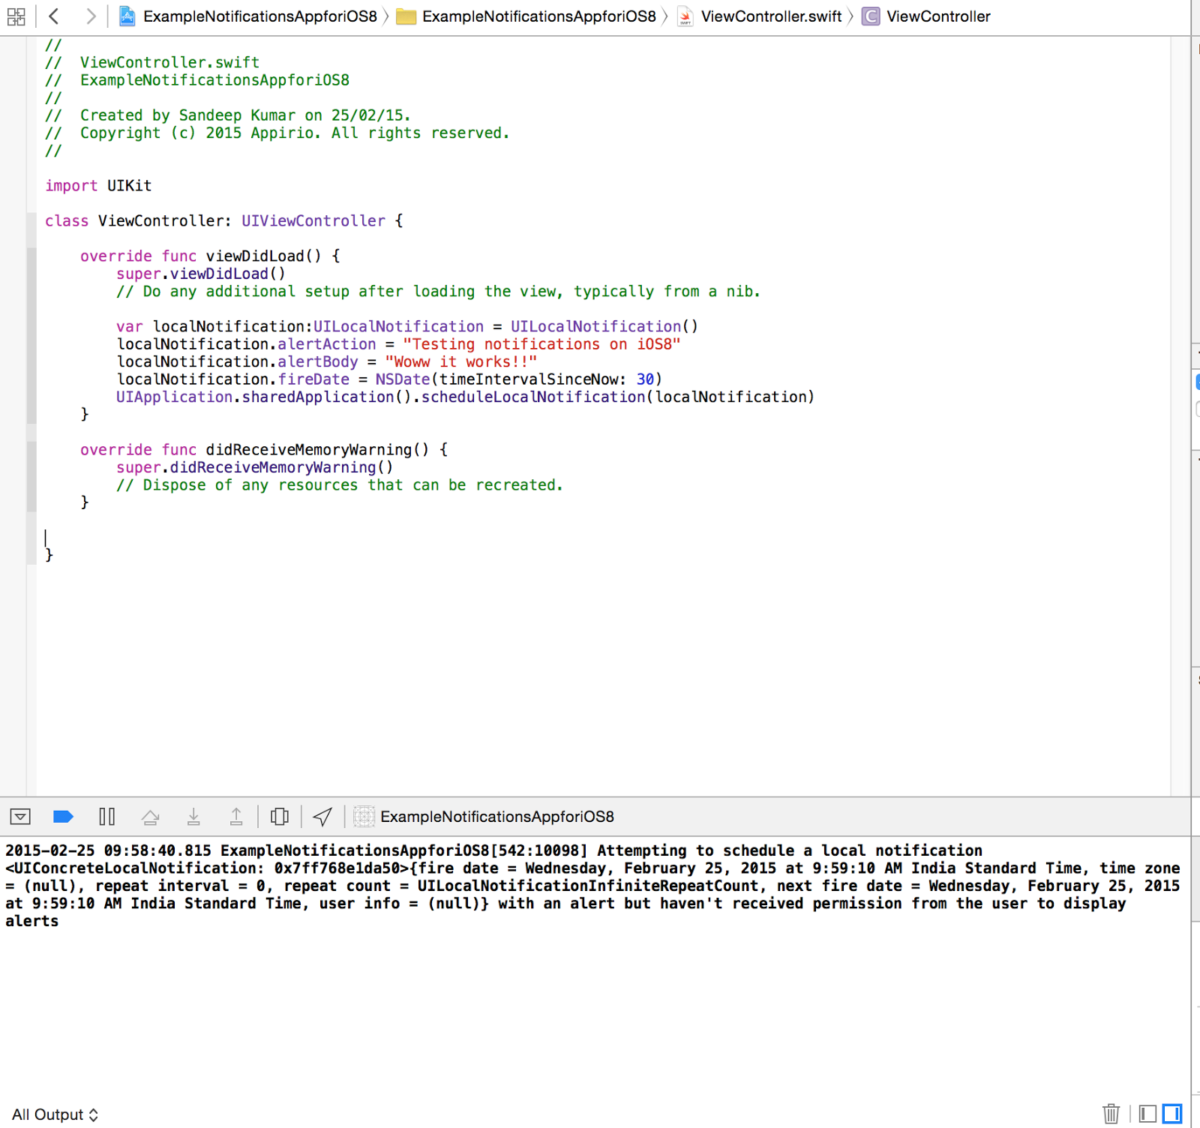 ExampleNotificationsAppforiOS8 ExampleNotificationsAppforiOS8 ViewController.swift C ViewController
//
//  ViewController.swift
//  ExampleNotificationsAppforiOS8
//
//  Created by Sandeep Kumar on 25/02/15.
//  Copyright (c) 2015 Appirio. All rights reserved.
//
import UIKit
class ViewController: UIViewController {
    override func viewDidLoad() {
        super.viewDidLoad()
        // Do any additional setup after loading the view, typically from a nib.
        var localNotification:UILocalNotification = UILocalNotification()
        localNotification.alertAction = "Testing notifications on iOS8"
        localNotification.alertBody = "Woww it works!!"
        localNotification.fireDate = NSDate(timeIntervalSinceNow: 30)
        UIApplication.sharedApplication().scheduleLocalNotification(localNotification)
    }
    override func didReceiveMemoryWarning() {
        super.didReceiveMemoryWarning()
        // Dispose of any resources that can be recreated.
    }
}
ExampleNotificationsAppforiOS8
2015-02-25 09:58:40.815 ExampleNotificationsAppforiOS8[542:10098] Attempting to schedule a local notification
<UIConcreteLocalNotification: 0x7ff768e1da50>{fire date = Wednesday, February 25, 2015 at 9:59:10 AM India Standard Time, time zone
= (null), repeat interval = 0, repeat count = UILocalNotificationInfiniteRepeatCount, next fire date = Wednesday, February 25, 2015
at 9:59:10 AM India Standard Time, user info = (null)} with an alert but haven't received permission from the user to display
alerts
All Output